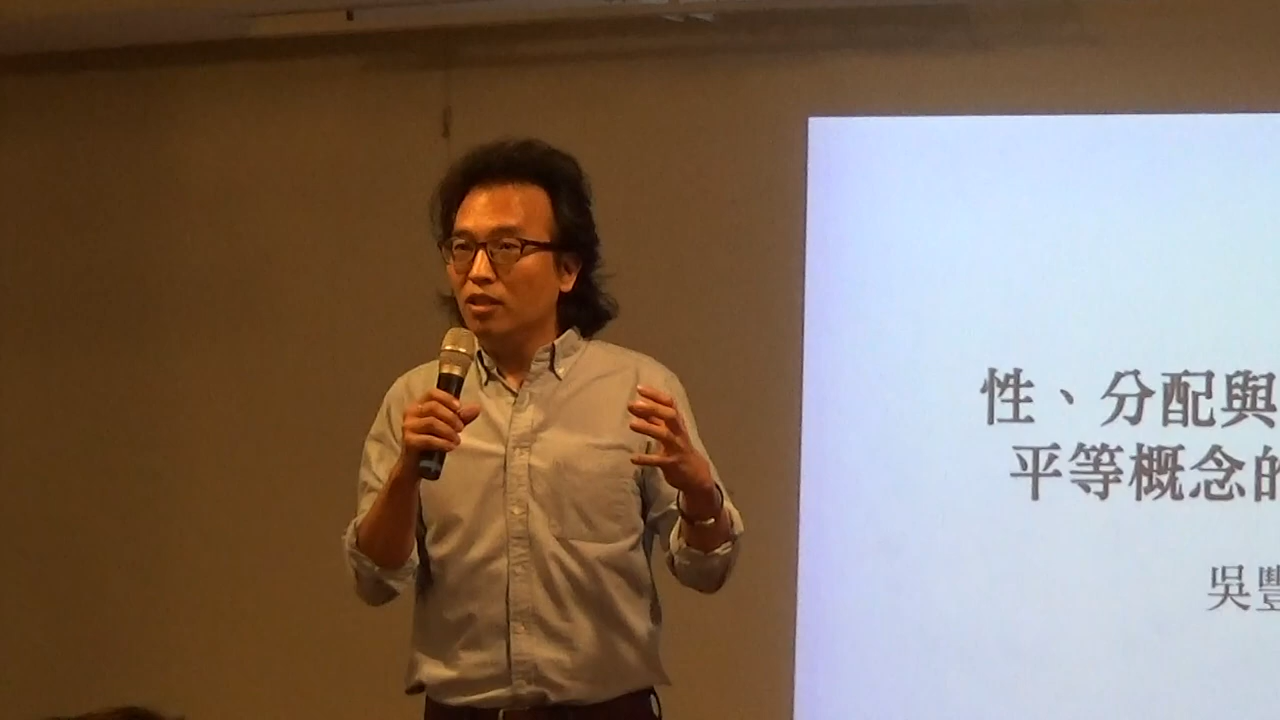 性、分配與
平等概念的
吳豐